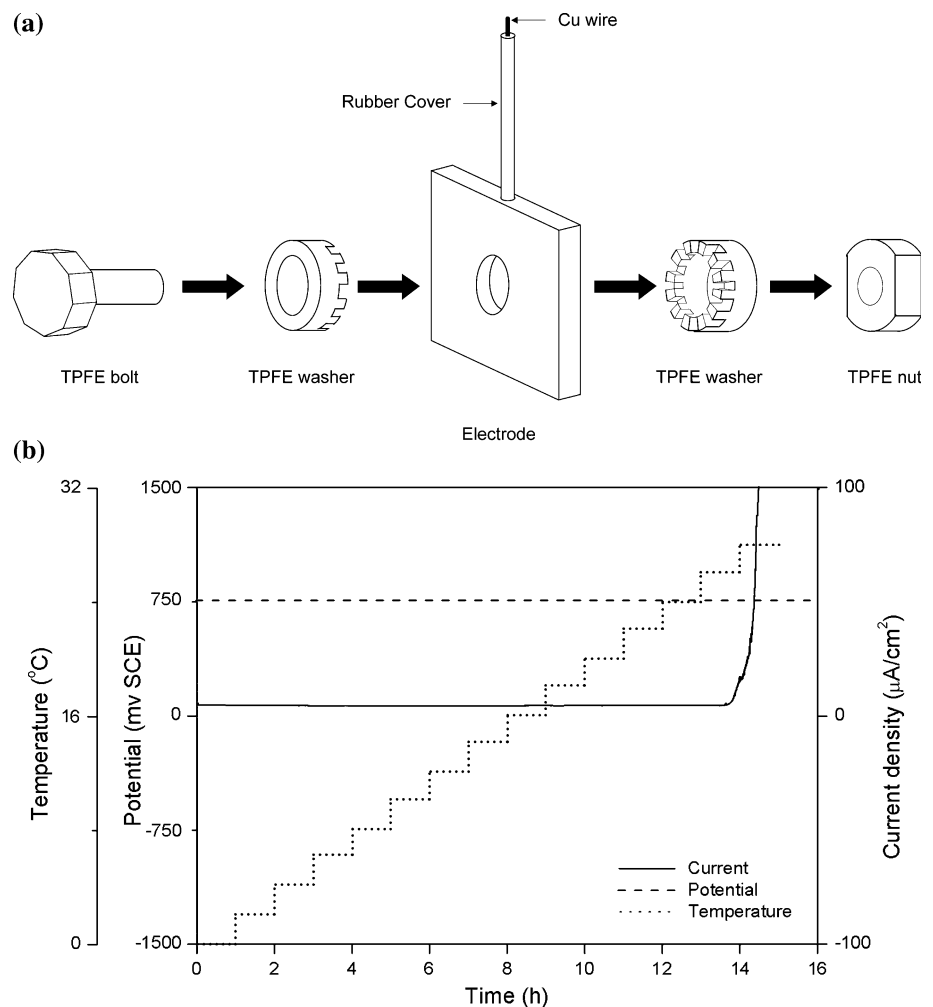 (a)
Cu wire
Rubber Cover
TPFE bolt
TPFE washer
Electrode
TPFE washer
TPFE nut
(b)
32
16
0
Temperature (°C)
1500
750
0
-750
-1500
Potential (mv SCE)
100
0
-100
Current density (μA/cm²)
Current
Potential
Temperature
0 2 4 6 8 10 12 14 16
Time (h)